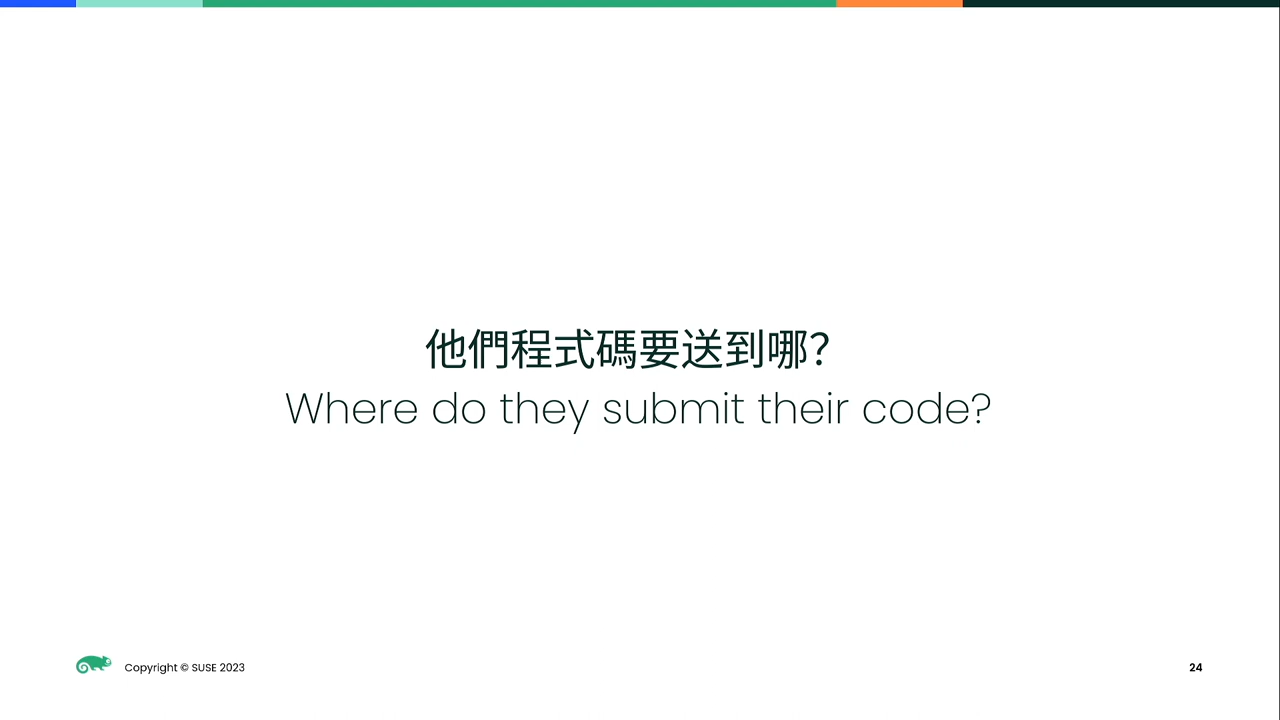 他們程式碼要送到哪?
Where do they submit their code?
Copyright © SUSE 2023
24